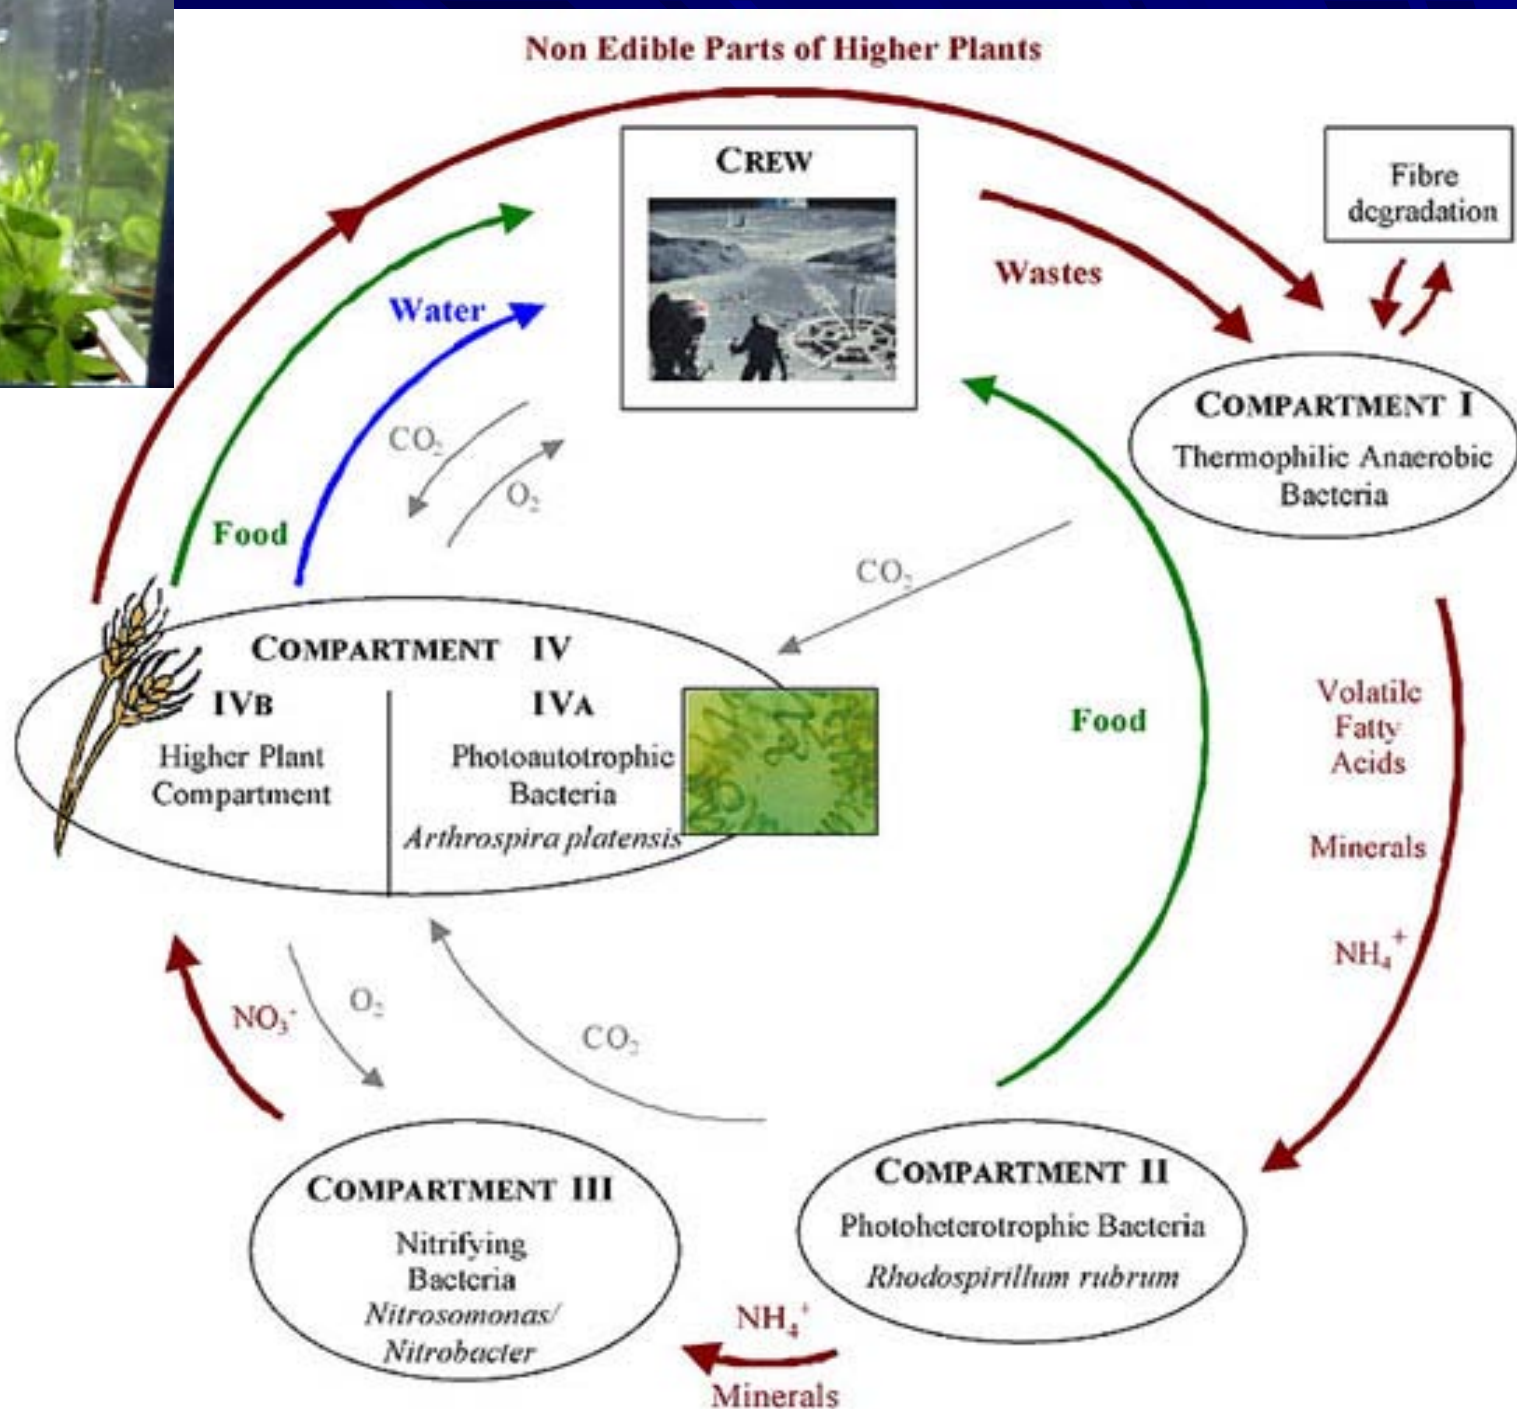 Non Edible Parts of Higher Plants
CREW
Fibre
degradation
Wastes
Water
COMPARTMENT I
Thermophilic Anaerobic
Bacteria
CO₂
O₂
Food
CO₂
COMPARTMENT IV
IVB
Higher Plant
Compartment
IVA
Photoautotrophic
Bacteria
Arthrospira platensis
Food
Volatile
Fatty
Acids
Minerals
NH₄⁺
NO₃⁻
O₂
CO₂
COMPARTMENT III
Nitrifying
Bacteria
Nitrosomonas/
Nitrobacter
COMPARTMENT II
Photoheterotrophic Bacteria
Rhodospirillum rubrum
NH₄⁺
Minerals